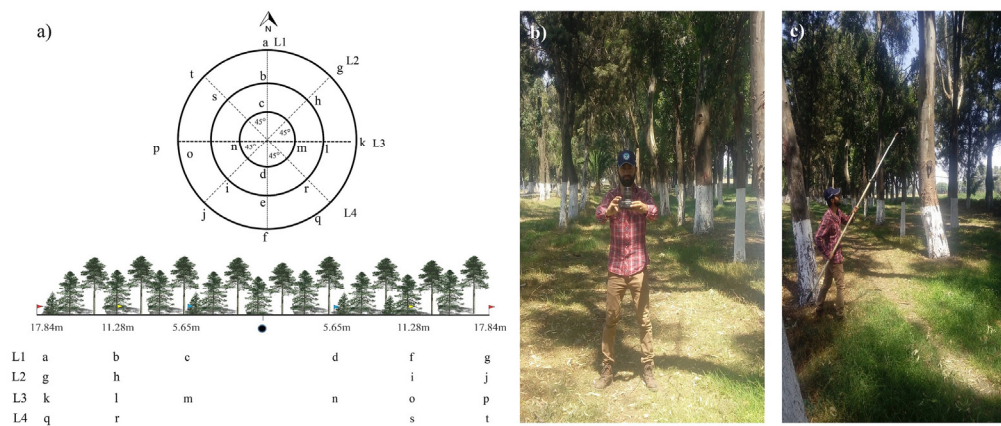 a)
N
a L1
t g L2
b
s h
c
45° 45°
p o n m l k L3
45° 45°
d
i e r
j q L4
f
17.84m 11.28m 5.65m 5.65m 11.28m 17.84m
L1 a b c d f g
L2 g h i j
L3 k l m n o p
L4 q r s t
b)
c)